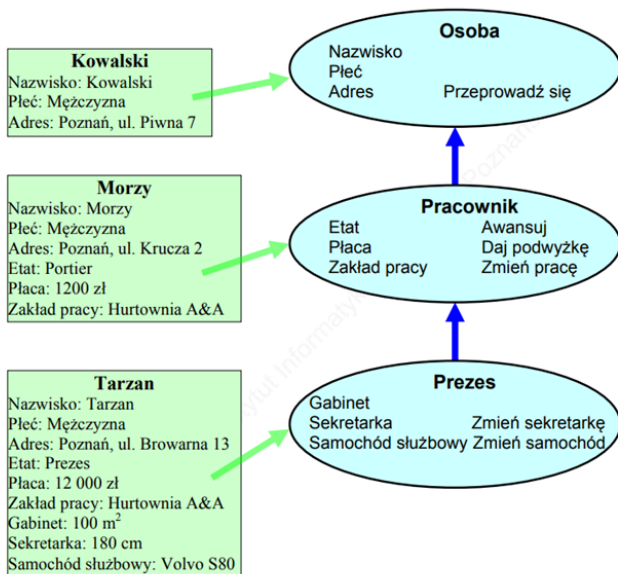 Kowalski
Nazwisko: Kowalski
Płeć: Mężczyzna
Adres: Poznań, ul. Piwna 7
Osoba
Nazwisko
Płeć
Adres Przeprowadź się
Morzy
Nazwisko: Morzy
Płeć: Mężczyzna
Adres: Poznań, ul. Krucza 2
Etat: Portier
Płaca: 1200 zł
Zakład pracy: Hurtownia A&A
Pracownik
Etat Awansuj
Płaca Daj podwyżkę
Zakład pracy Zmień pracę
Tarzan
Nazwisko: Tarzan
Płeć: Mężczyzna
Adres: Poznań, ul. Browarna 13
Etat: Prezes
Płaca: 12 000 zł
Zakład pracy: Hurtownia A&A
Gabinet: 100 m²
Sekretarka: 180 cm
Samochód służbowy: Volvo S80
Prezes
Gabinet
Sekretarka Zmień sekretarkę
Samochód służbowy Zmień samochód